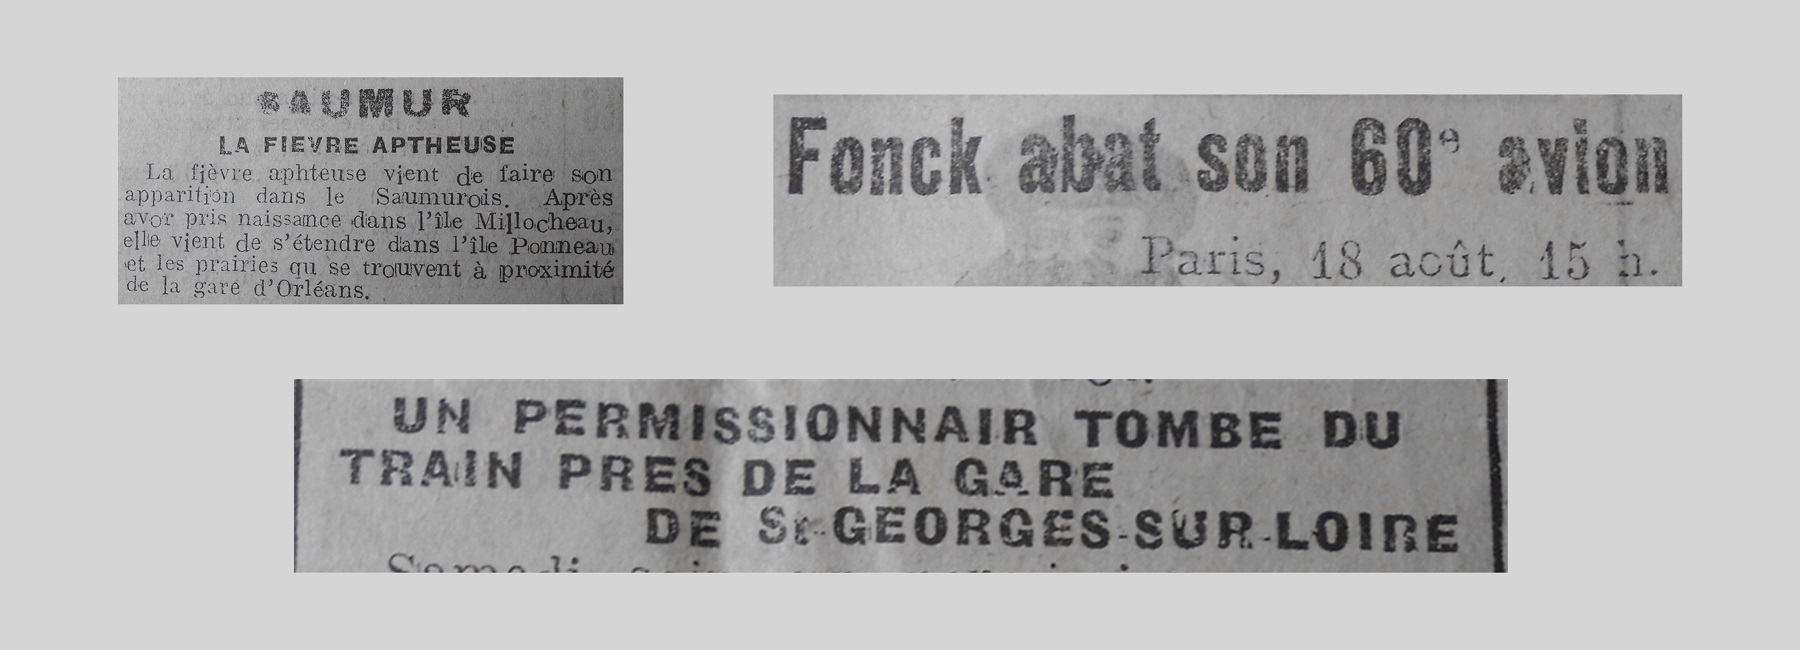 SAUMUR
LA FIEVRE APTHEUSE
La fièvre aphteuse vient de faire son
apparition dans le Saumurois. Après
avor pris naissance dans l'île Millocheau,
elle vient de s'étendre dans l'île Ponneau
et les prairies qu se trouvent à proximité
de la gare d'Orléans.
Fonck abat son 60e avion
Paris, 18 août, 15 h.
UN PERMISSIONNAIR TOMBE DU
TRAIN PRES DE LA GARE
DE St-GEORGES-SUR-LOIRE
Samedi soir un